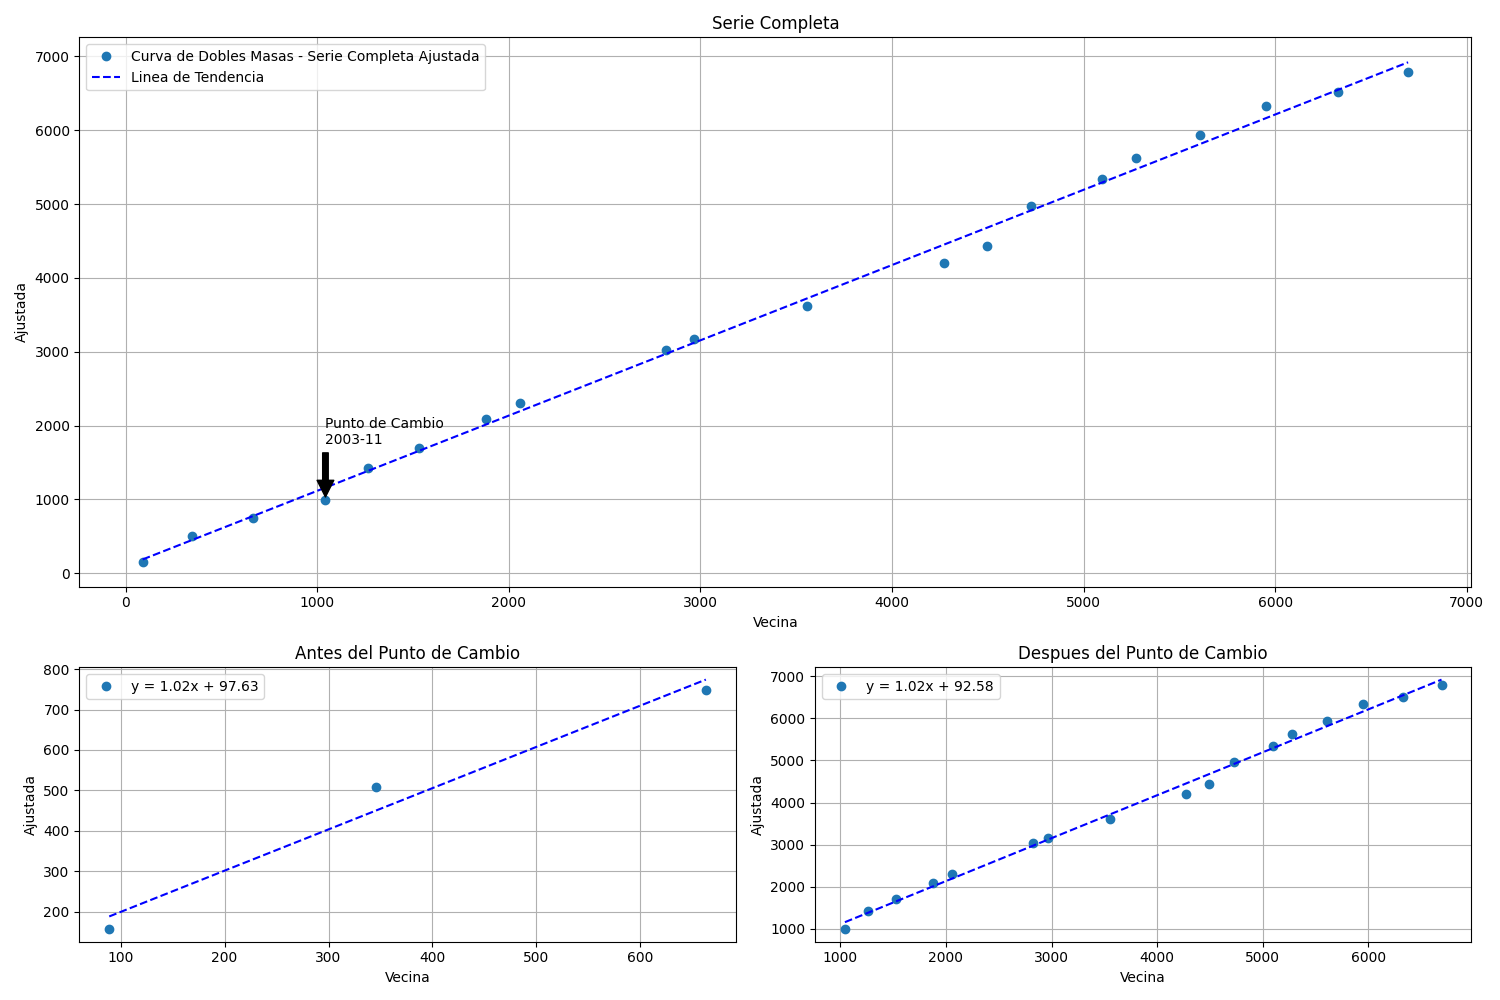 Serie Completa
Curva de Dobles Masas - Serie Completa Ajustada
Linea de Tendencia
7000
6000
5000
4000
3000
2000
1000
0
Ajustada
Punto de Cambio
2003-11
0 1000 2000 3000 4000 5000 6000 7000
Vecina
Antes del Punto de Cambio
y = 1.02x + 97.63
800
700
600
500
400
300
200
Ajustada
100 200 300 400 500 600
Vecina
Despues del Punto de Cambio
y = 1.02x + 92.58
7000
6000
5000
4000
3000
2000
1000
Ajustada
1000 2000 3000 4000 5000 6000
Vecina